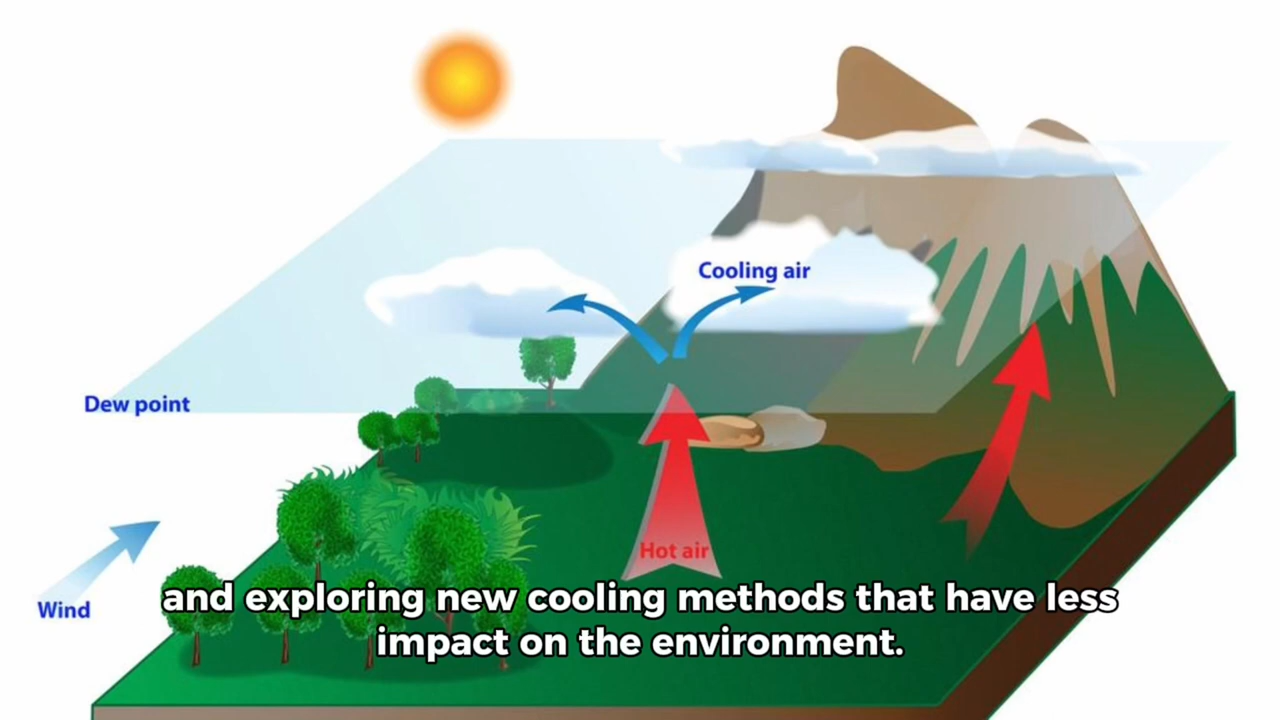 Cooling air
Dew point
Hot air
Wind
and exploring new cooling methods that have less
impact on the environment.